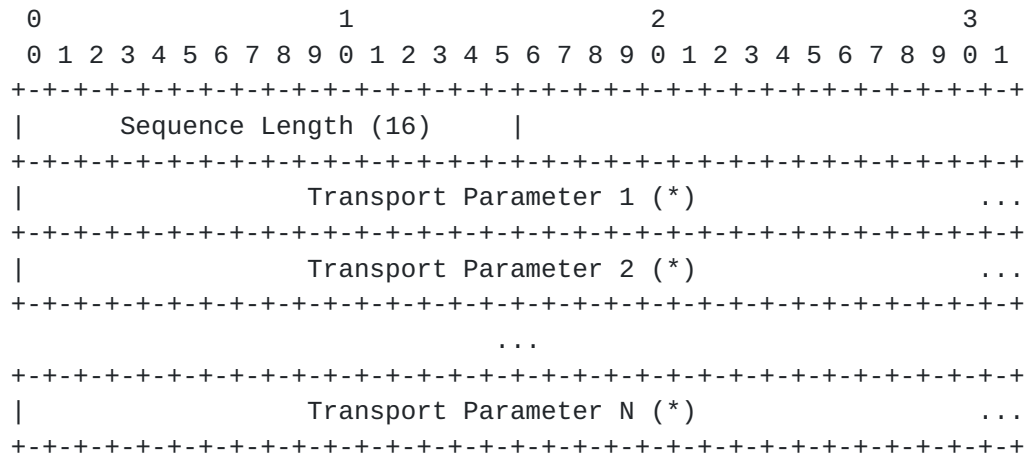 0                   1                   2                   3
 0 1 2 3 4 5 6 7 8 9 0 1 2 3 4 5 6 7 8 9 0 1 2 3 4 5 6 7 8 9 0 1
+-+-+-+-+-+-+-+-+-+-+-+-+-+-+-+-+-+-+-+-+-+-+-+-+-+-+-+-+-+-+-+-+
|      Sequence Length (16)     |
+-+-+-+-+-+-+-+-+-+-+-+-+-+-+-+-+-+-+-+-+-+-+-+-+-+-+-+-+-+-+-+-+
|                  Transport Parameter 1 (*)                  ...
+-+-+-+-+-+-+-+-+-+-+-+-+-+-+-+-+-+-+-+-+-+-+-+-+-+-+-+-+-+-+-+-+
|                  Transport Parameter 2 (*)                  ...
+-+-+-+-+-+-+-+-+-+-+-+-+-+-+-+-+-+-+-+-+-+-+-+-+-+-+-+-+-+-+-+-+
                               ...
+-+-+-+-+-+-+-+-+-+-+-+-+-+-+-+-+-+-+-+-+-+-+-+-+-+-+-+-+-+-+-+-+
|                  Transport Parameter N (*)                  ...
+-+-+-+-+-+-+-+-+-+-+-+-+-+-+-+-+-+-+-+-+-+-+-+-+-+-+-+-+-+-+-+-+